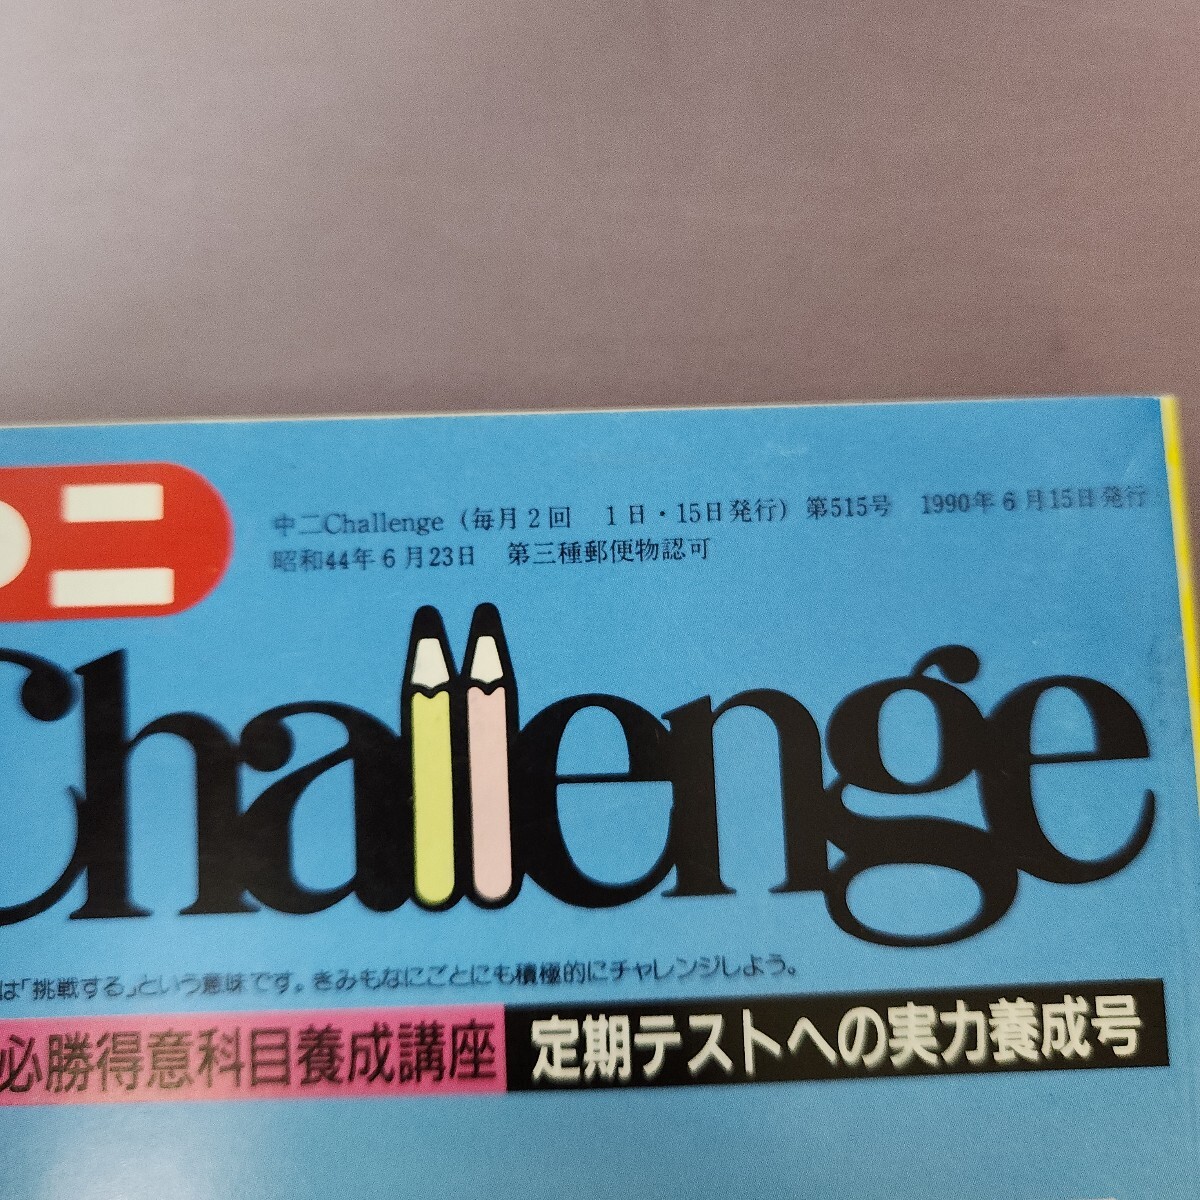 中二
中二Challenge（毎月2回　1日・15日発行）第515号　1990年6月15日発行
昭和44年6月23日　第三種郵便物認可
Challenge
は「挑戦する」という意味です。きみもなにごとにも積極的にチャレンジしよう。
必勝得意科目養成講座 定期テストへの実力養成号